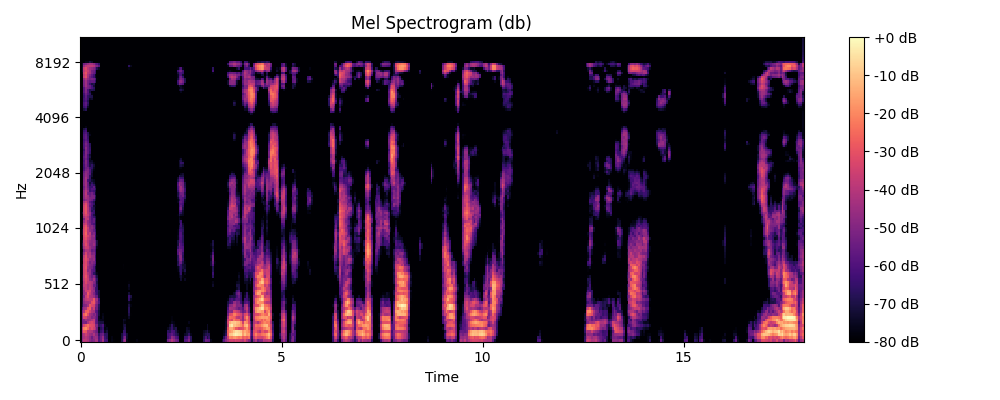 Mel Spectrogram (db)
Hz
8192
4096
2048
1024
512
0
0 5 10 15
Time
+0 dB
-10 dB
-20 dB
-30 dB
-40 dB
-50 dB
-60 dB
-70 dB
-80 dB